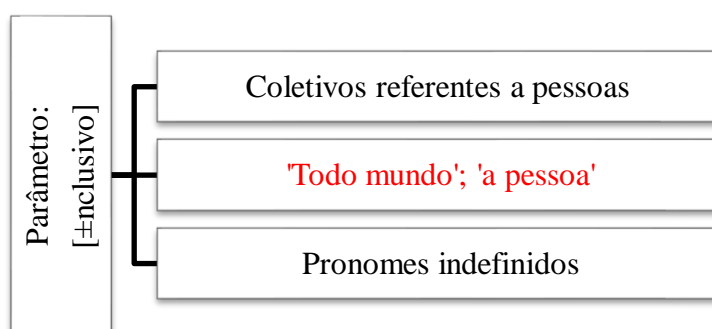 Parâmetro:
[±nclusivo]
Coletivos referentes a pessoas
'Todo mundo'; 'a pessoa'
Pronomes indefinidos